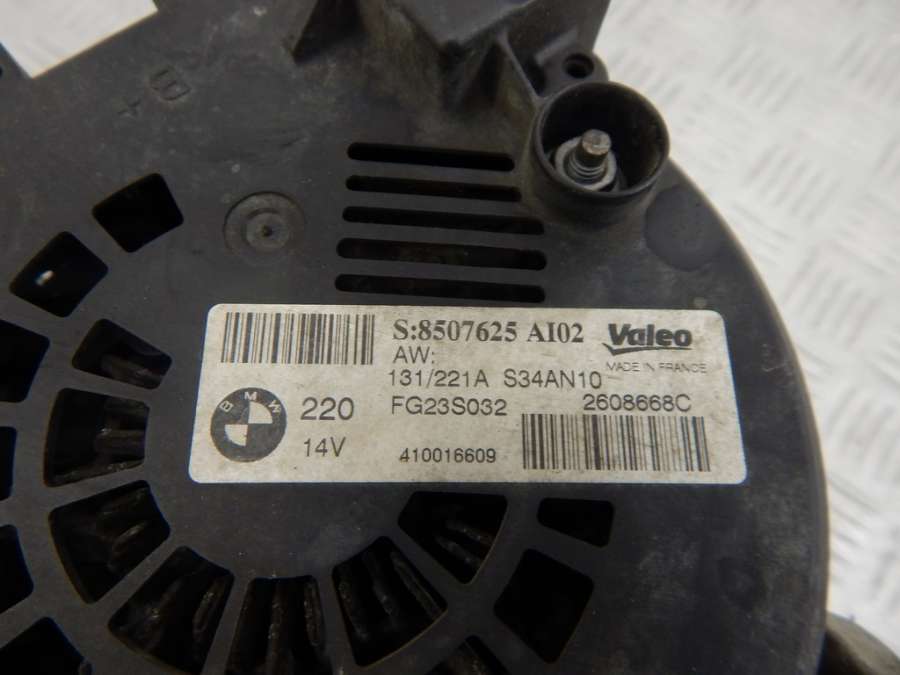 B
+
S:8507625 AI02
Valeo
AW:
MADE IN FRANCE
131/221A S34AN10
BMW
220
FG23S032
2608668C
14V
410016609